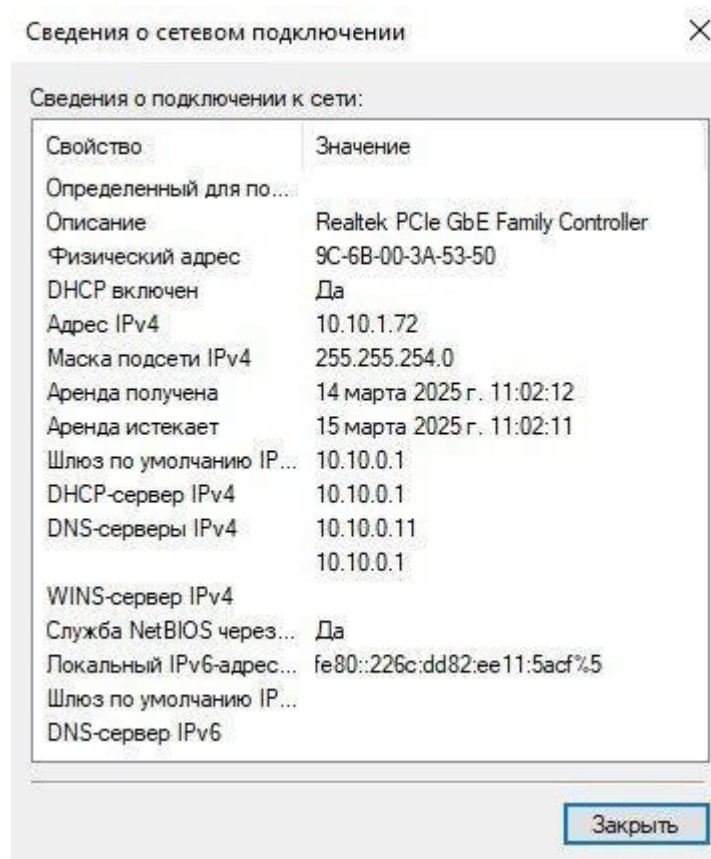 Сведения о сетевом подключении
Сведения о подключении к сети:
Свойство Значение
Определенный для по...
Описание Realtek PCIe GbE Family Controller
Физический адрес 9C-6B-00-3A-53-50
DHCP включен Да
Адрес IPv4 10.10.1.72
Маска подсети IPv4 255.255.254.0
Аренда получена 14 марта 2025 г. 11:02:12
Аренда истекает 15 марта 2025 г. 11:02:11
Шлюз по умолчанию IP... 10.10.0.1
DHCP-сервер IPv4 10.10.0.1
DNS-серверы IPv4 10.10.0.11
10.10.0.1
WINS-сервер IPv4
Служба NetBIOS через... Да
Локальный IPv6-адрес... fe80::226c:dd82:ee11:5acf%5
Шлюз по умолчанию IP...
DNS-сервер IPv6
Закрыть